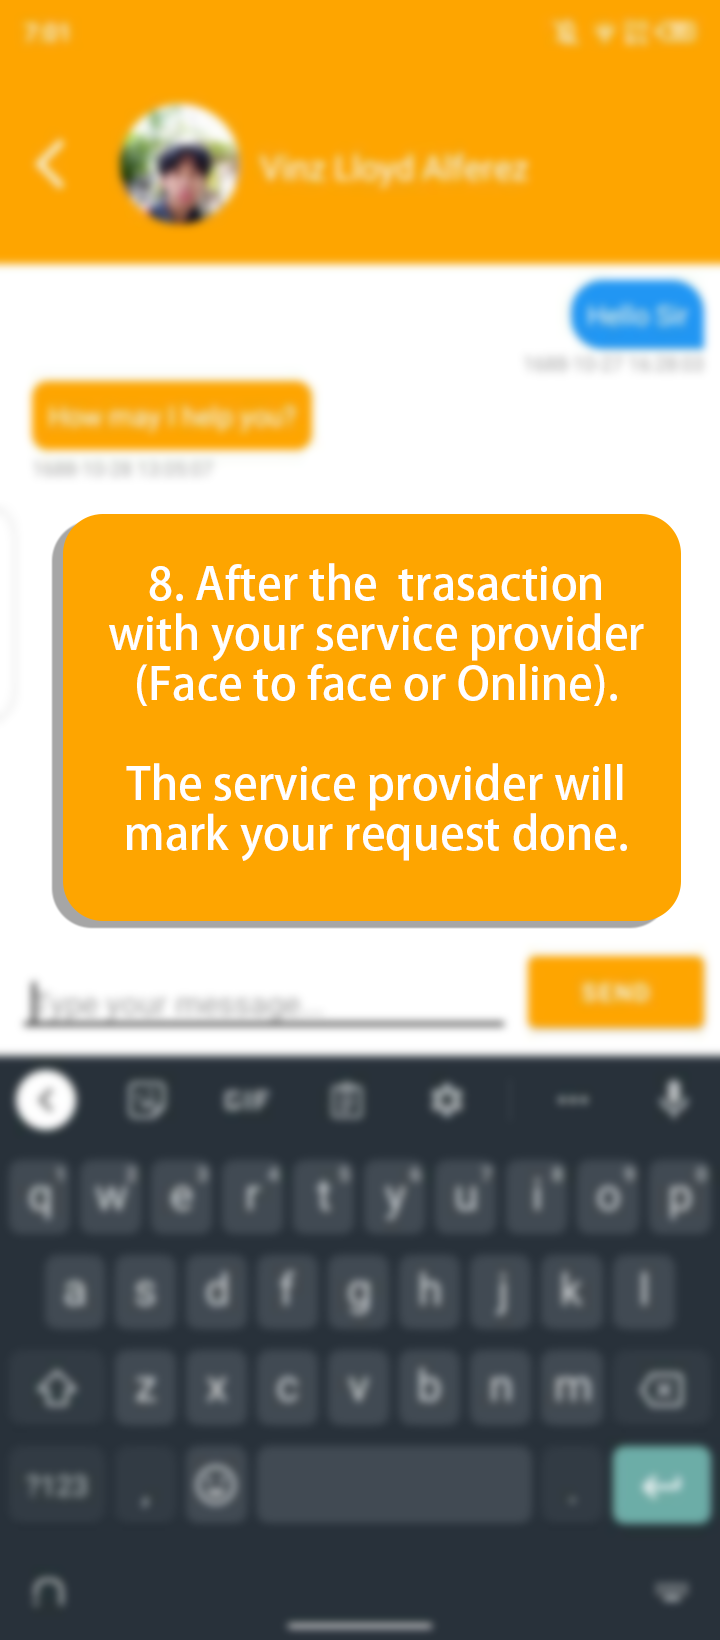 7:01
Vinz Lloyd Alferez
Hello Sir
How may I help you?
8. After the  trasaction
with your service provider
(Face to face or Online).
The service provider will
mark your request done.
Type your message...
SEND
GIF
q w e r t y u i o p
a s d f g h j k l
z x c v b n m
?123 , .